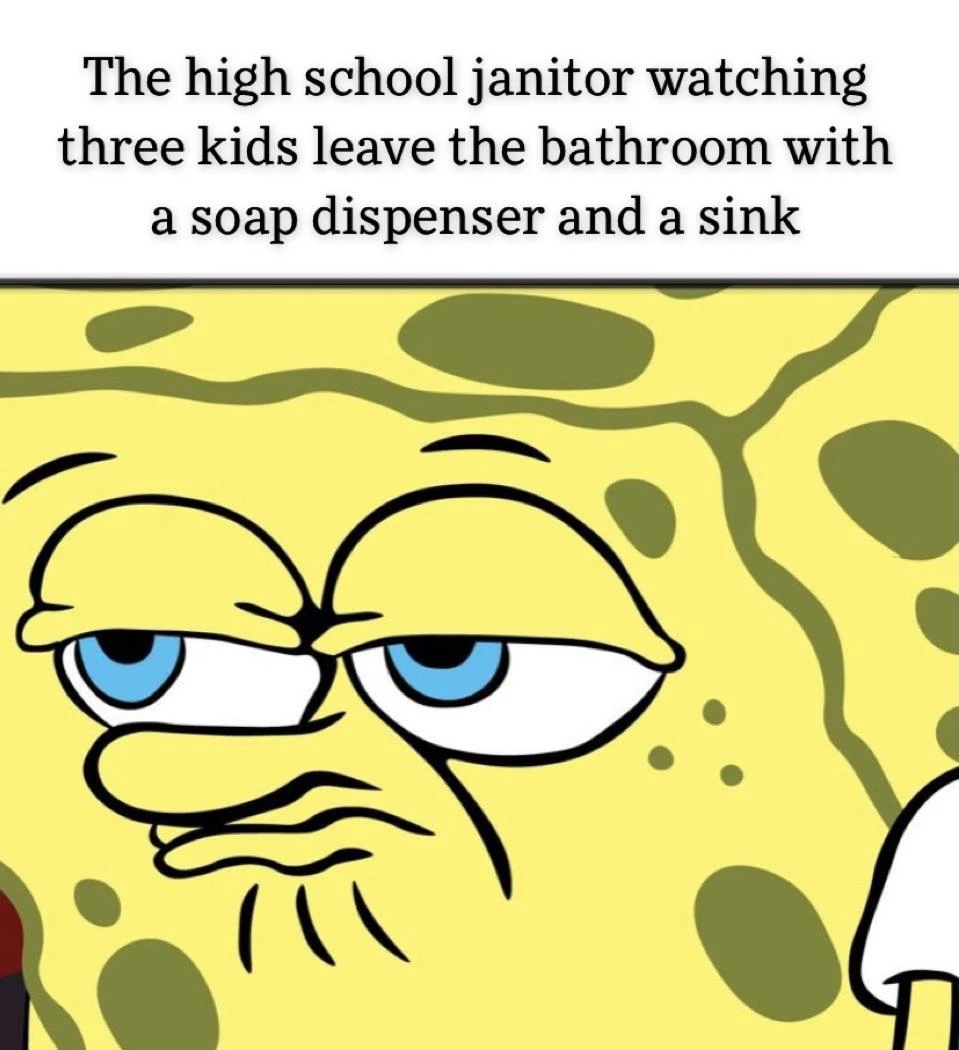 The high school janitor watching
three kids leave the bathroom with
a soap dispenser and a sink